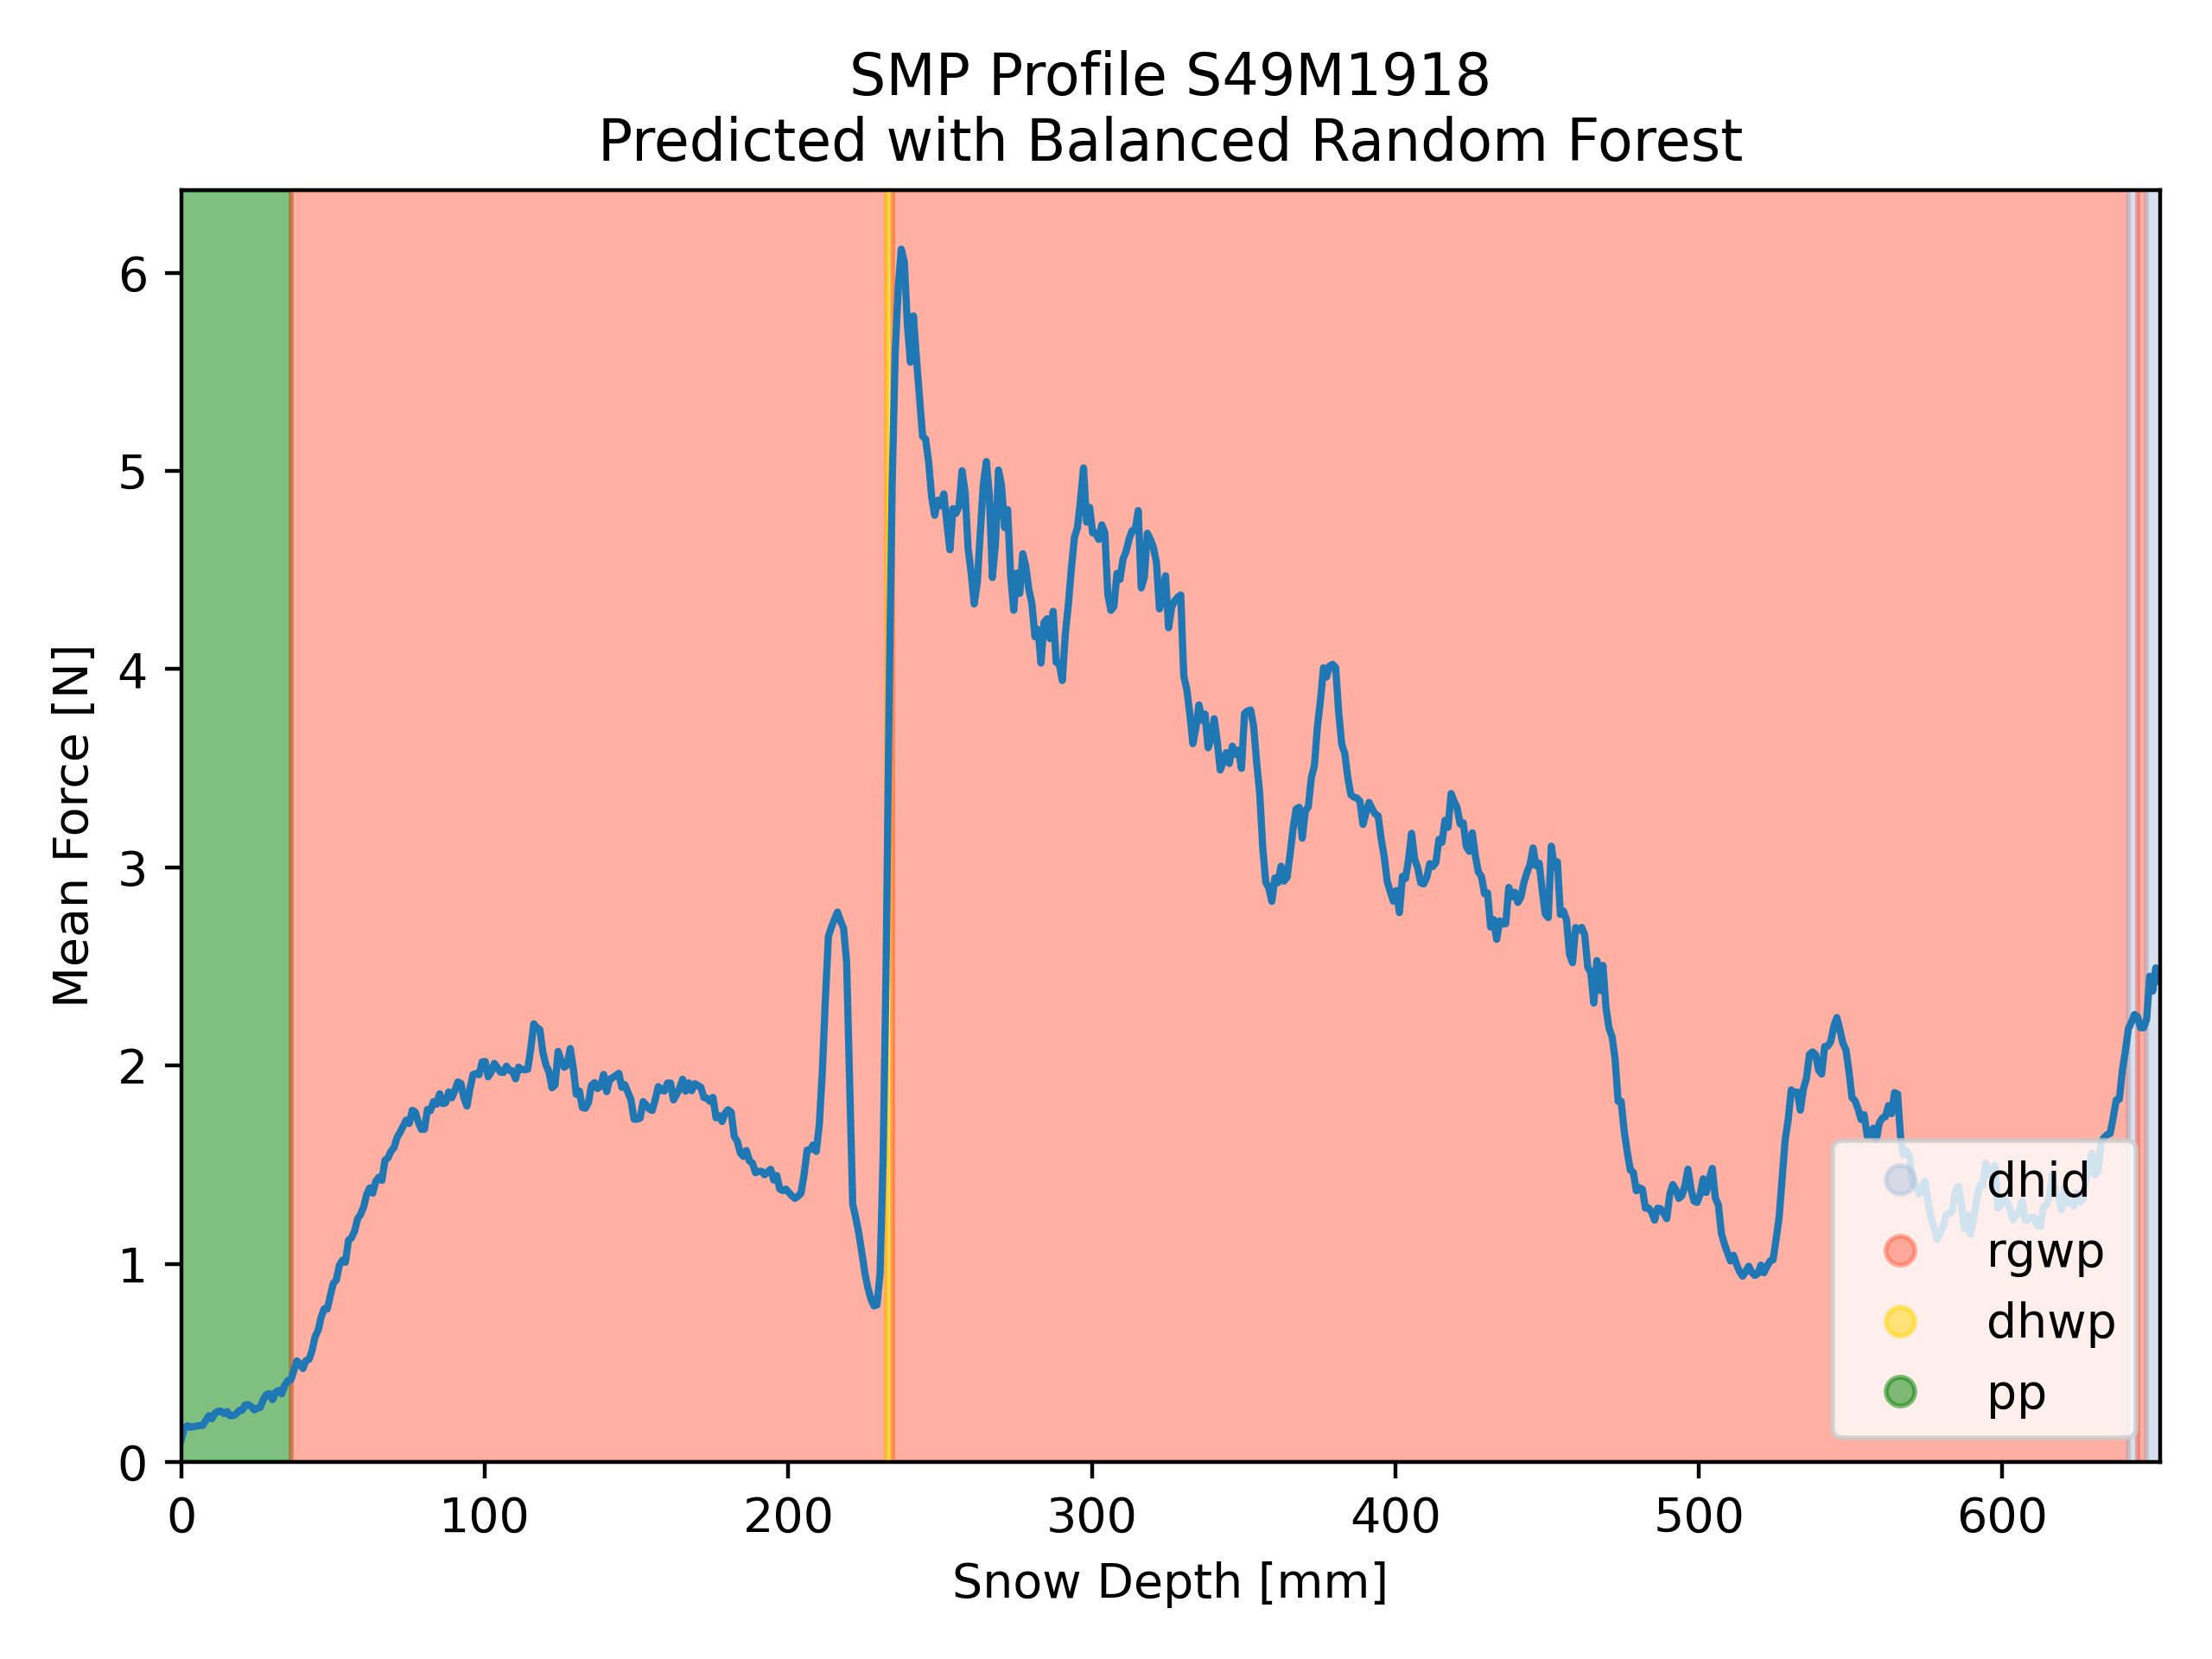 SMP Profile S49M1918
Predicted with Balanced Random Forest
Mean Force [N]
6
5
4
3
2
1
0
0 100 200 300 400 500 600
Snow Depth [mm]
dhid
rgwp
dhwp
pp